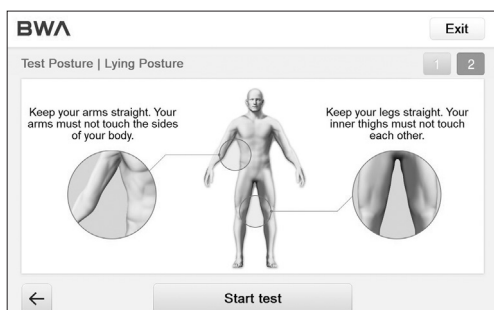 BWA
Exit
Test Posture | Lying Posture
1
2
Keep your arms straight. Your
arms must not touch the sides
of your body.
Keep your legs straight. Your
inner thighs must not touch
each other.
Start test